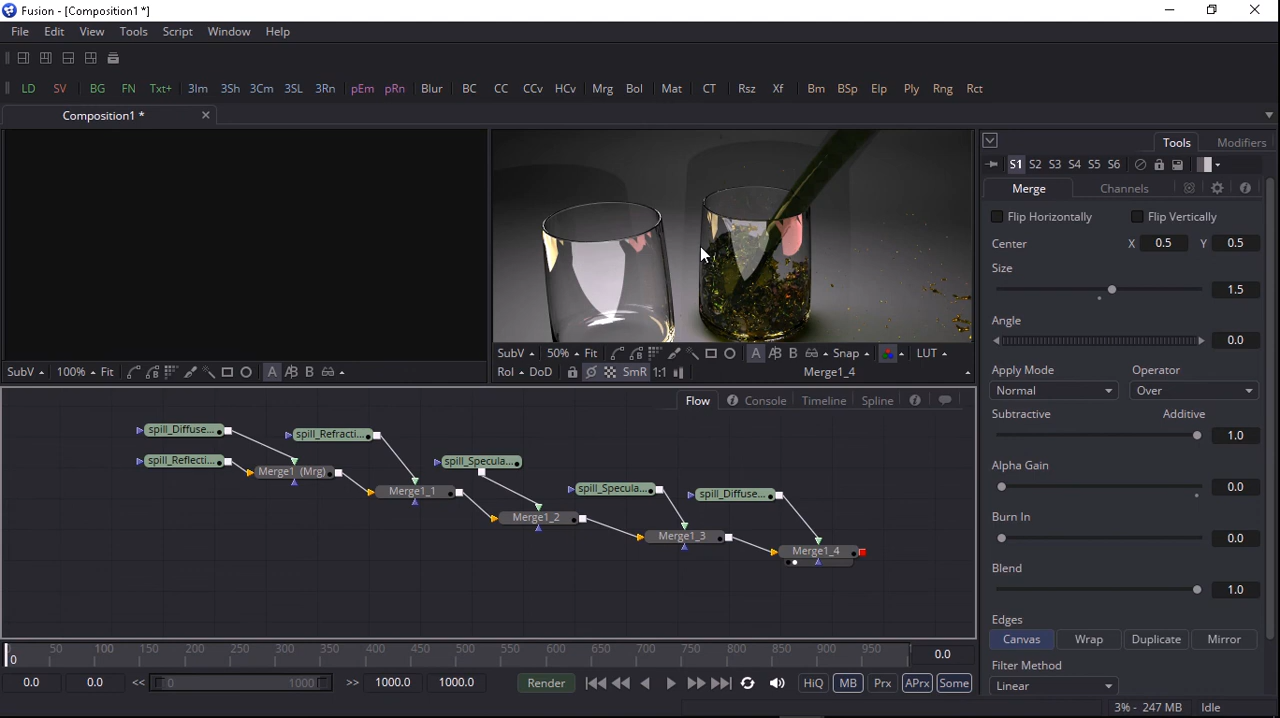 Fusion - [Composition1 *]
File Edit View Tools Script Window Help
LD SV BG FN Txt+ 3Im 3Sh 3Cm 3SL 3Rn pEm pRn Blur BC CC CCv HCv Mrg Bol Mat CT Rsz Xf Bm BSp Elp Ply Rng Rct
Composition1 *
Tools Modifiers
S1 S2 S3 S4 S5 S6
Merge Channels
Flip Horizontally Flip Vertically
Center X 0.5 Y 0.5
Size
1.5
Angle
0.0
Apply Mode Operator
Normal Over
Subtractive Additive
1.0
Alpha Gain
0.0
Burn In
0.0
Blend
1.0
Edges
Canvas Wrap Duplicate Mirror
Filter Method
Linear
SubV 100% Fit A A|B B
SubV 50% Fit A A|B B Snap LUT
RoI DoD SmR 1:1 Merge1_4
Flow Console Timeline Spline
spill_Diffuse... spill_Refracti...
spill_Reflecti... spill_Specula...
Merge1 (Mrg)
Merge1_1 spill_Specula... spill_Diffuse...
Merge1_2
Merge1_3
Merge1_4
0 50 100 150 200 250 300 350 400 450 500 550 600 650 700 750 800 850 900 950 0.0
0.0 0.0 << 0 1000 >> 1000.0 1000.0 Render HiQ MB Prx APrx Some
3% - 247 MB Idle